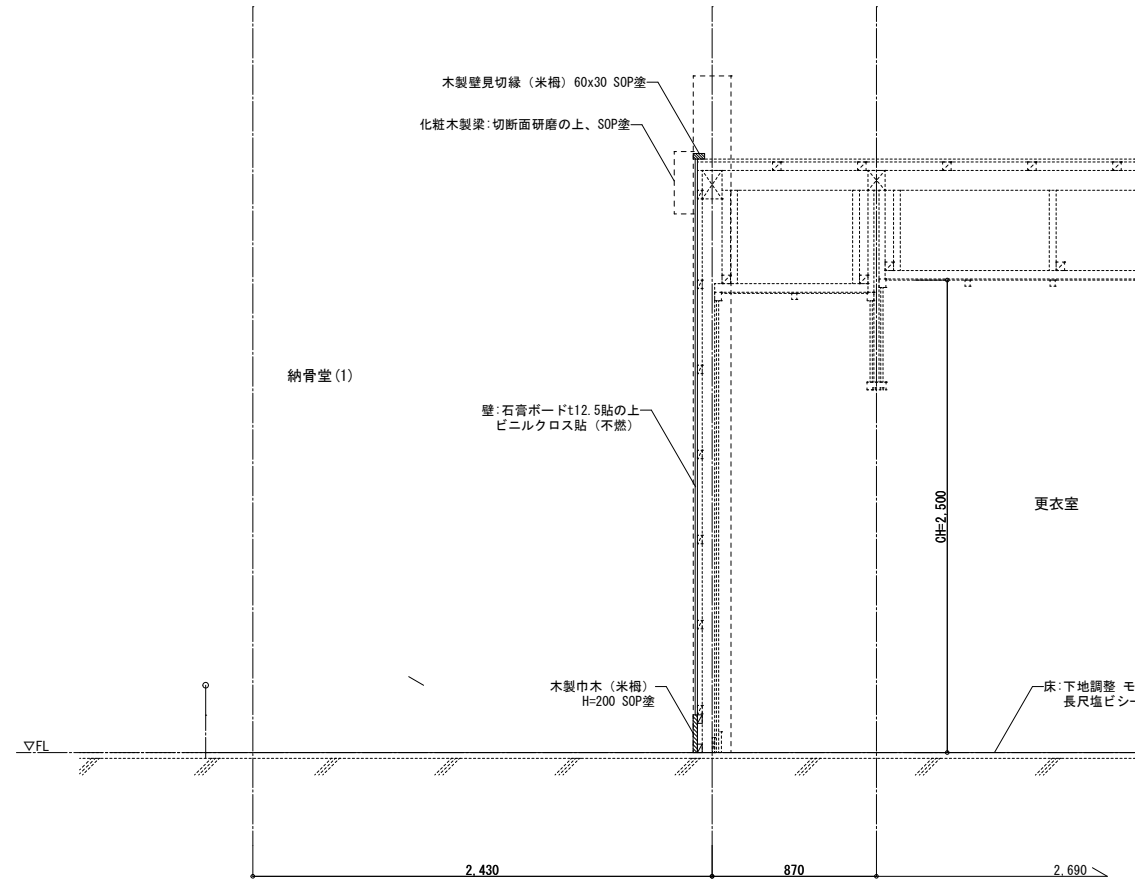 木製壁見切縁（米栂）60x30 SOP塗
化粧木製梁:切断面研磨の上、SOP塗
納骨堂(1)
壁:石膏ボードt12.5貼の上
ビニルクロス貼（不燃）
CH=2,500
更衣室
木製巾木（米栂）
H=200 SOP塗
床:下地調整 モ
長尺塩ビシー
▽FL
2,430
870
2,690